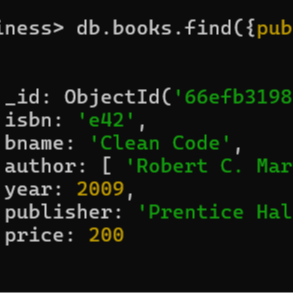 iness> db.books.find({pub
_id: ObjectId('66efb3198
isbn: 'e42',
bname: 'Clean Code',
author: [ 'Robert C. Mar
year: 2009,
publisher: 'Prentice Hal
price: 200